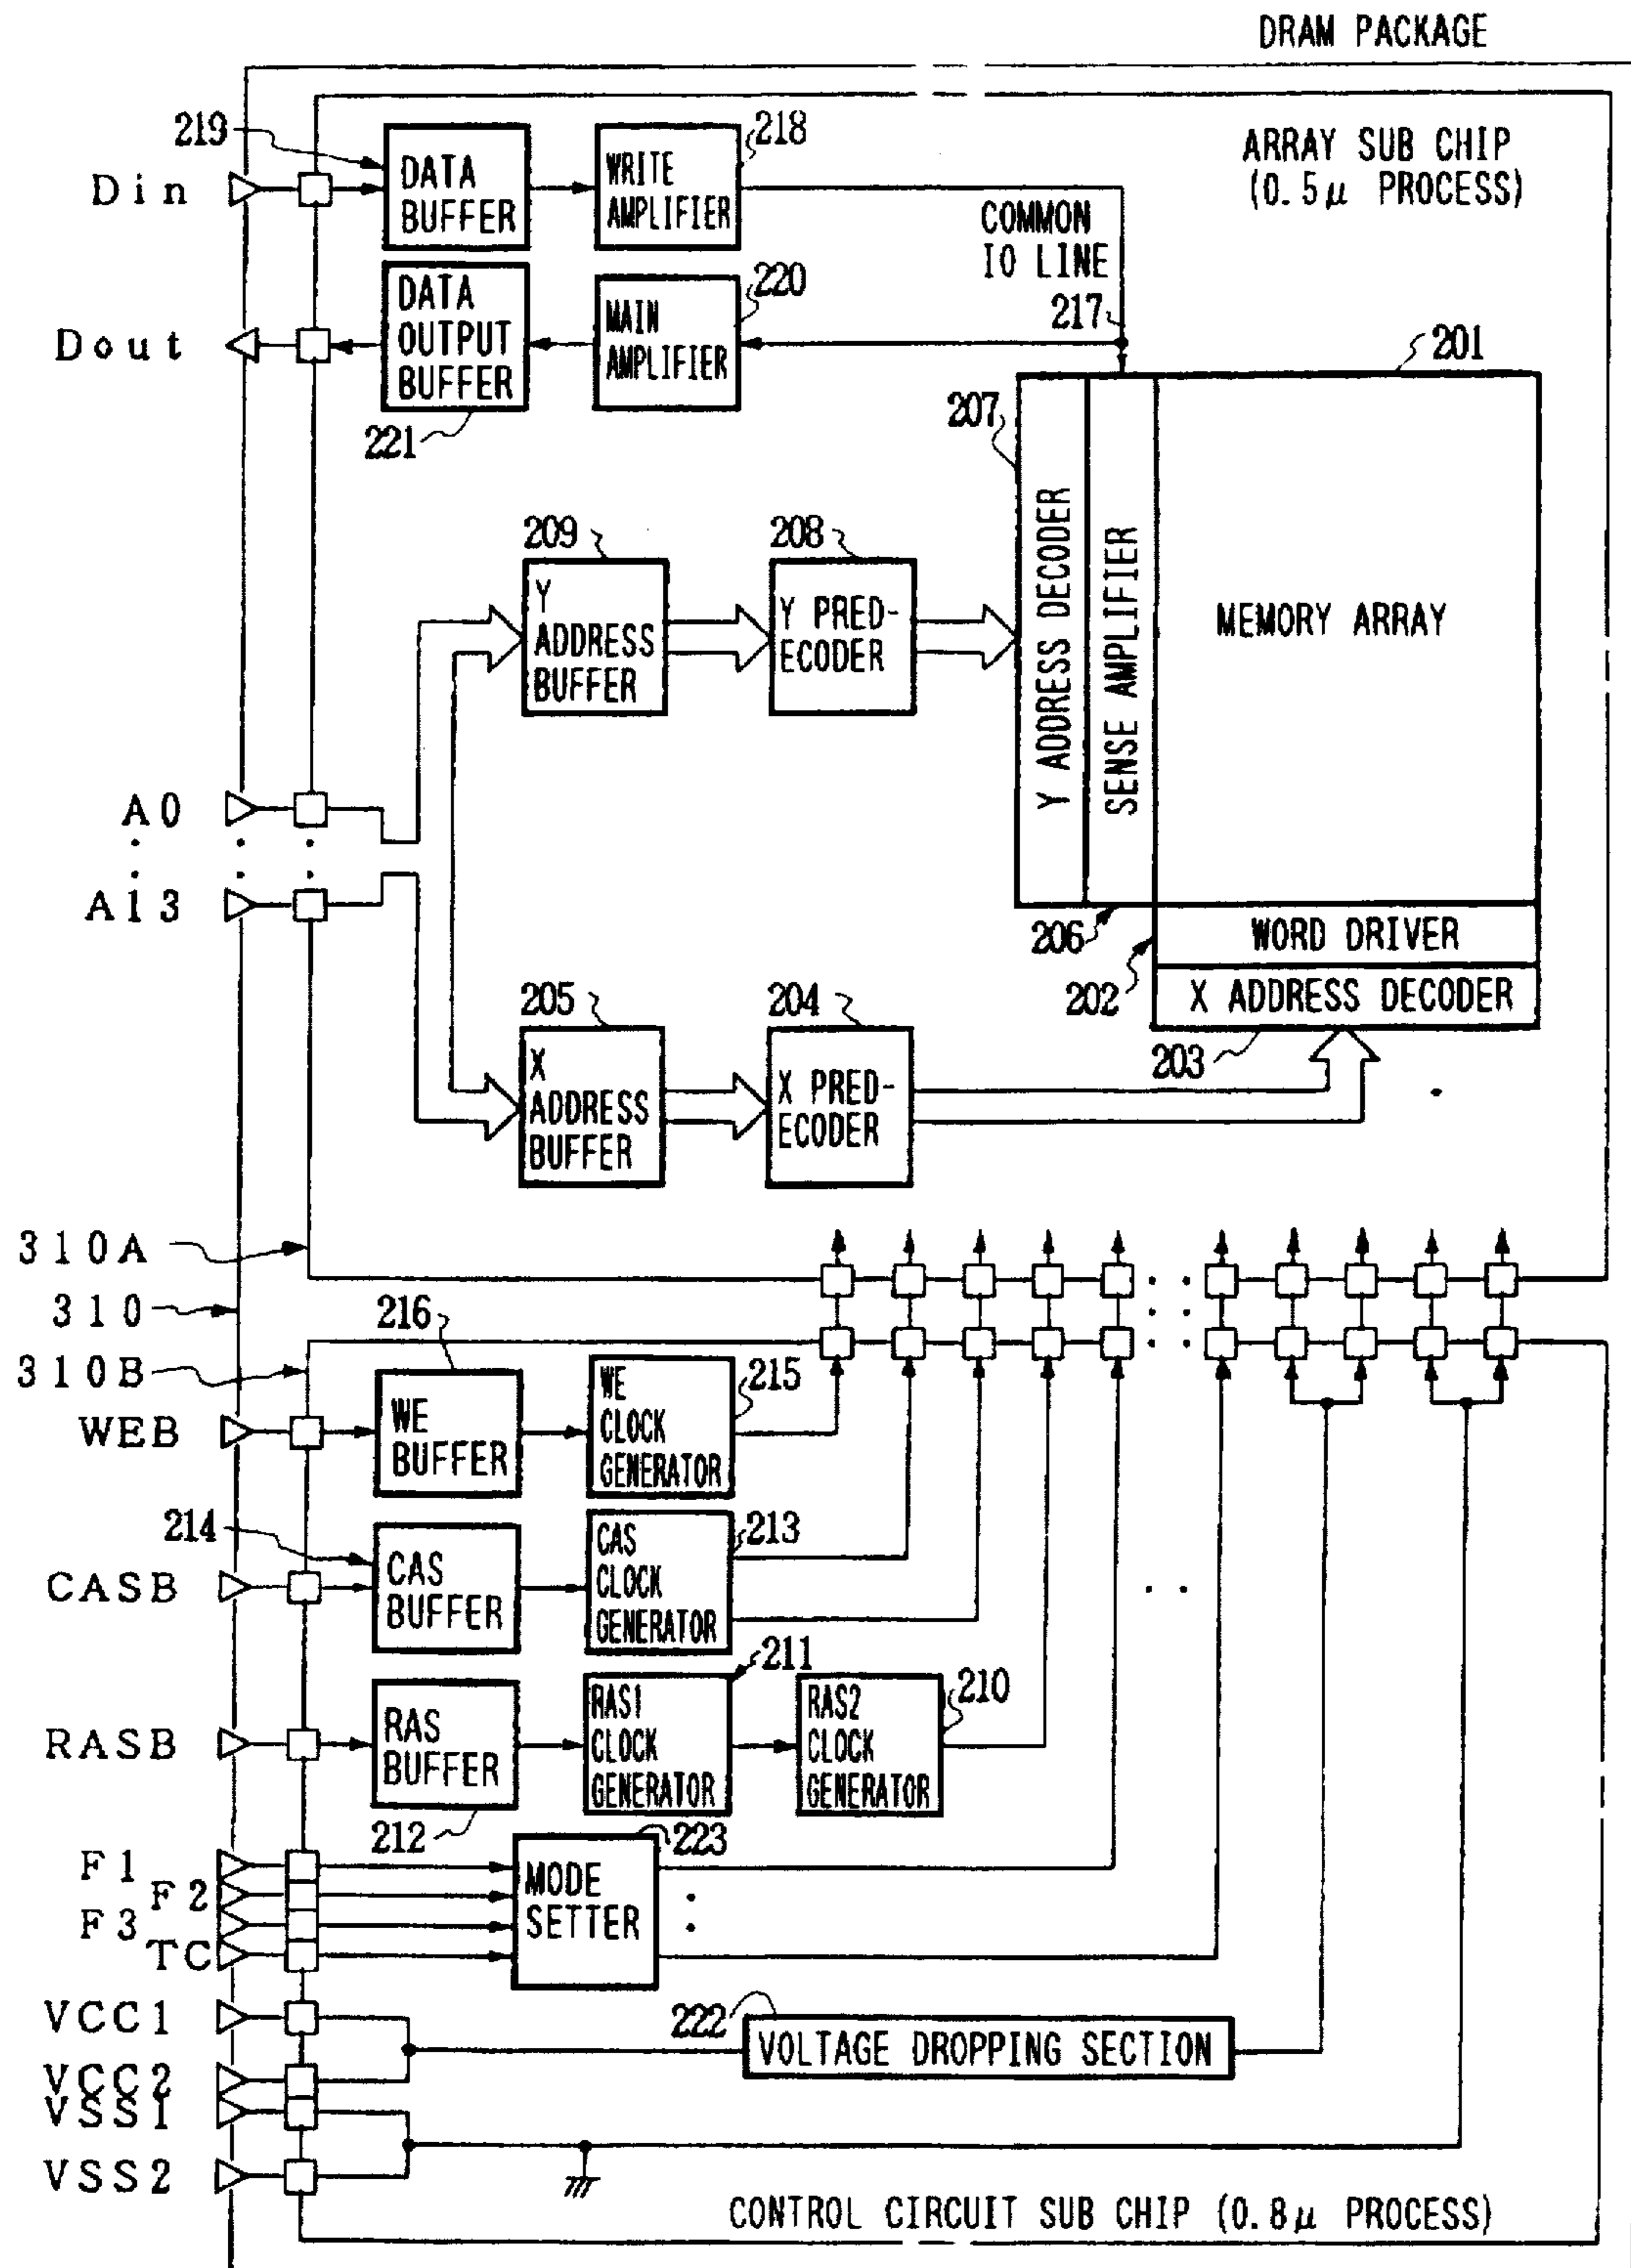 DRAM PACKAGE
ARRAY SUB CHIP
(0.5μ PROCESS)
219
218
Din
DATA
BUFFER
WRITE
AMPLIFIER
COMMON
IO LINE
217
Dout
DATA
OUTPUT
BUFFER
221
MAIN
AMPLIFIER
220
201
207
Y ADDRESS DECODER
SENSE AMPLIFIER
MEMORY ARRAY
209
208
Y
ADDRESS
BUFFER
Y PRED-
ECODER
A0
A13
206
WORD DRIVER
202
X ADDRESS DECODER
203
205
204
X
ADDRESS
BUFFER
X PRED-
ECODER
310A
310
310B
216
WEB
WE
BUFFER
WE
CLOCK
GENERATOR
215
214
CASB
CAS
BUFFER
CAS
CLOCK
GENERATOR
213
RASB
RAS
BUFFER
212
RAS1
CLOCK
GENERATOR
211
RAS2
CLOCK
GENERATOR
210
F1
F2
F3
TC
MODE
SETTER
223
VCC1
VCC2
VSS1
VSS2
222
VOLTAGE DROPPING SECTION
CONTROL CIRCUIT SUB CHIP (0.8μ PROCESS)